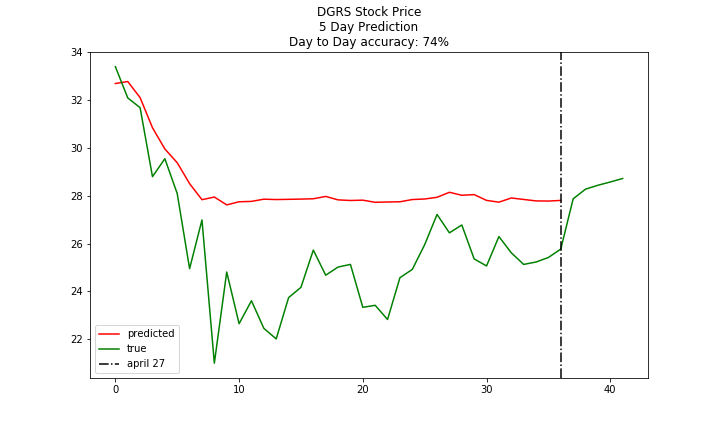 DGRS Stock Price
5 Day Prediction
Day to Day accuracy: 74%
34
32
30
28
26
24
22
predicted
true
april 27
0
10
20
30
40